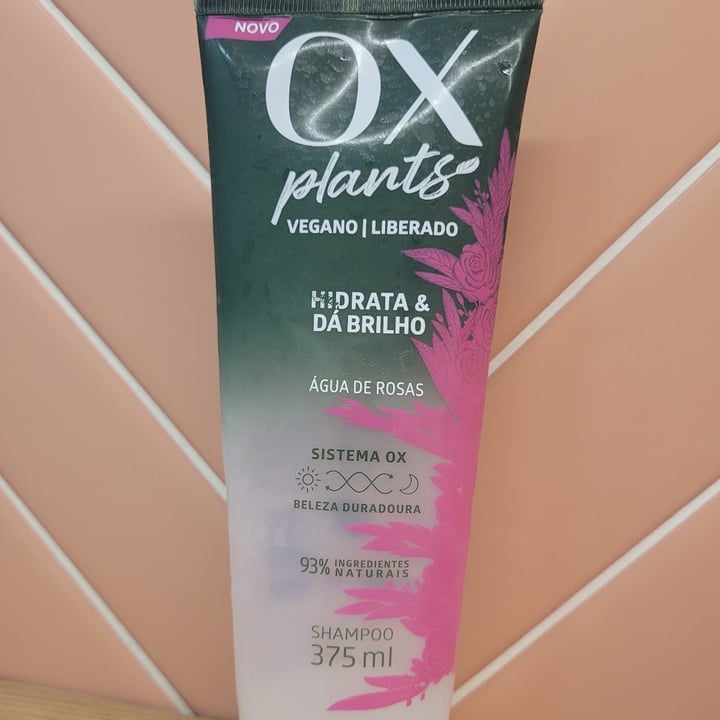 NOVO
OX
plants
VEGANO | LIBERADO
HIDRATA &
DÁ BRILHO
ÁGUA DE ROSAS
SISTEMA OX
BELEZA DURADOURA
93% INGREDIENTES
NATURAIS
SHAMPOO
375 ml